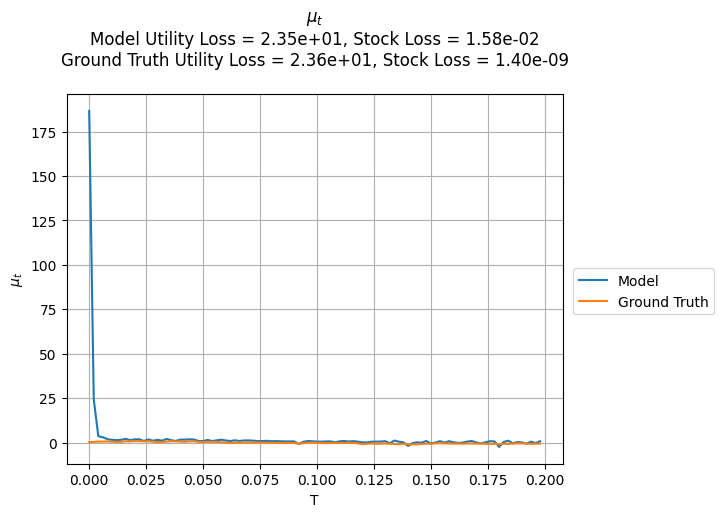 μₜ
Model Utility Loss = 2.35e+01, Stock Loss = 1.58e-02
Ground Truth Utility Loss = 2.36e+01, Stock Loss = 1.40e-09
175
150
125
100
75
50
25
0
μₜ
0.000 0.025 0.050 0.075 0.100 0.125 0.150 0.175 0.200
T
Model
Ground Truth